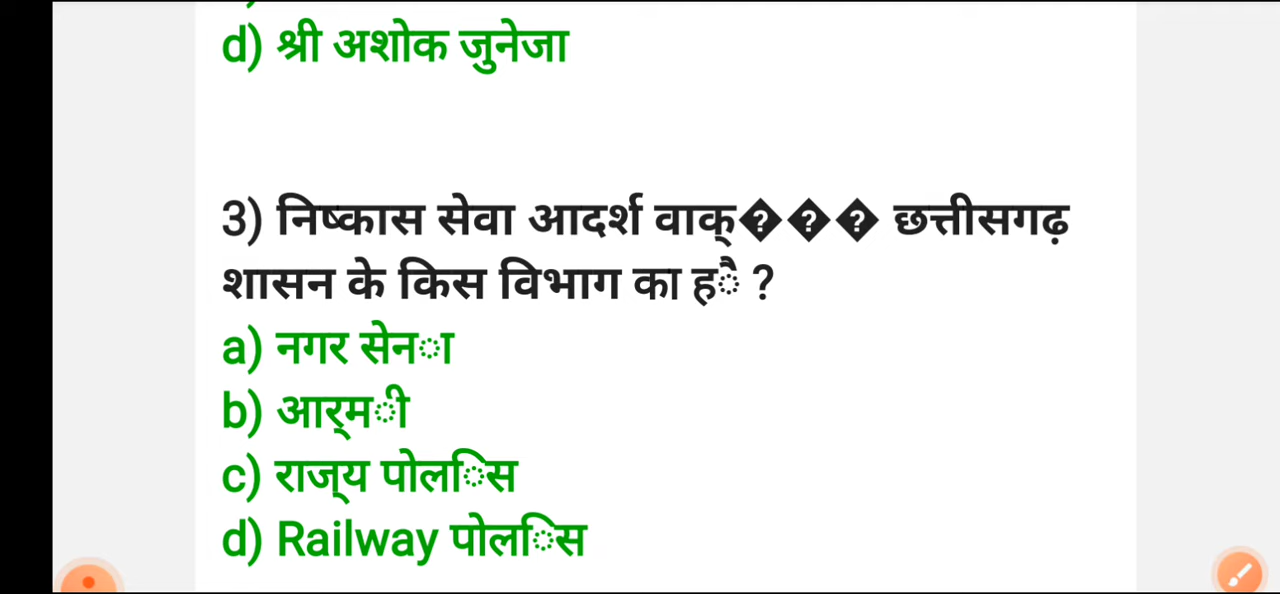 d) श्री अशोक जुनेजा
3) निष्कास सेवा आदर्श वाक्��� छत्तीसगढ़
शासन के किस विभाग का ह◌ै ?
a) नगर सेन◌ा
b) आर्म◌ी
c) राज्य पोल◌िस
d) Railway पोल◌िस